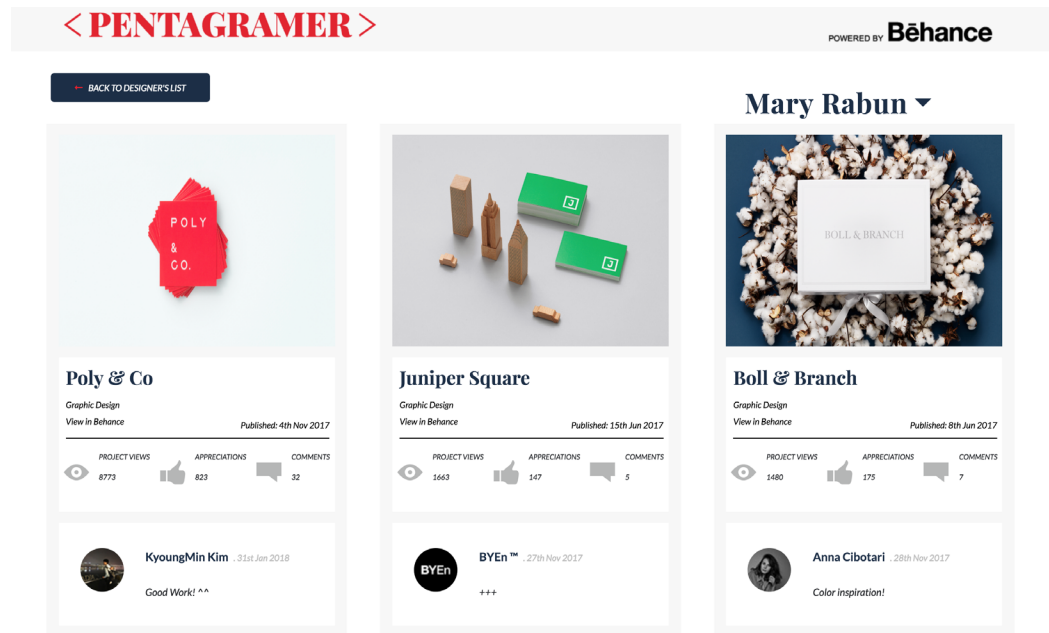 < PENTAGRAMER >
POWERED BY Bēhance
← BACK TO DESIGNER'S LIST
Mary Rabun
POLY
&
CO.
J
J
BOLL & BRANCH
Poly & Co
Graphic Design
View in Behance
Published: 4th Nov 2017
PROJECT VIEWS
8773
APPRECIATIONS
823
COMMENTS
32
KyoungMin Kim . 31st Jan 2018
Good Work! ^^
Juniper Square
Graphic Design
View in Behance
Published: 15th Jun 2017
PROJECT VIEWS
1663
APPRECIATIONS
147
COMMENTS
5
BYEn
BYEn ™ . 27th Nov 2017
+++
Boll & Branch
Graphic Design
View in Behance
Published: 8th Jun 2017
PROJECT VIEWS
1480
APPRECIATIONS
175
COMMENTS
7
Anna Cibotari . 28th Nov 2017
Color inspiration!